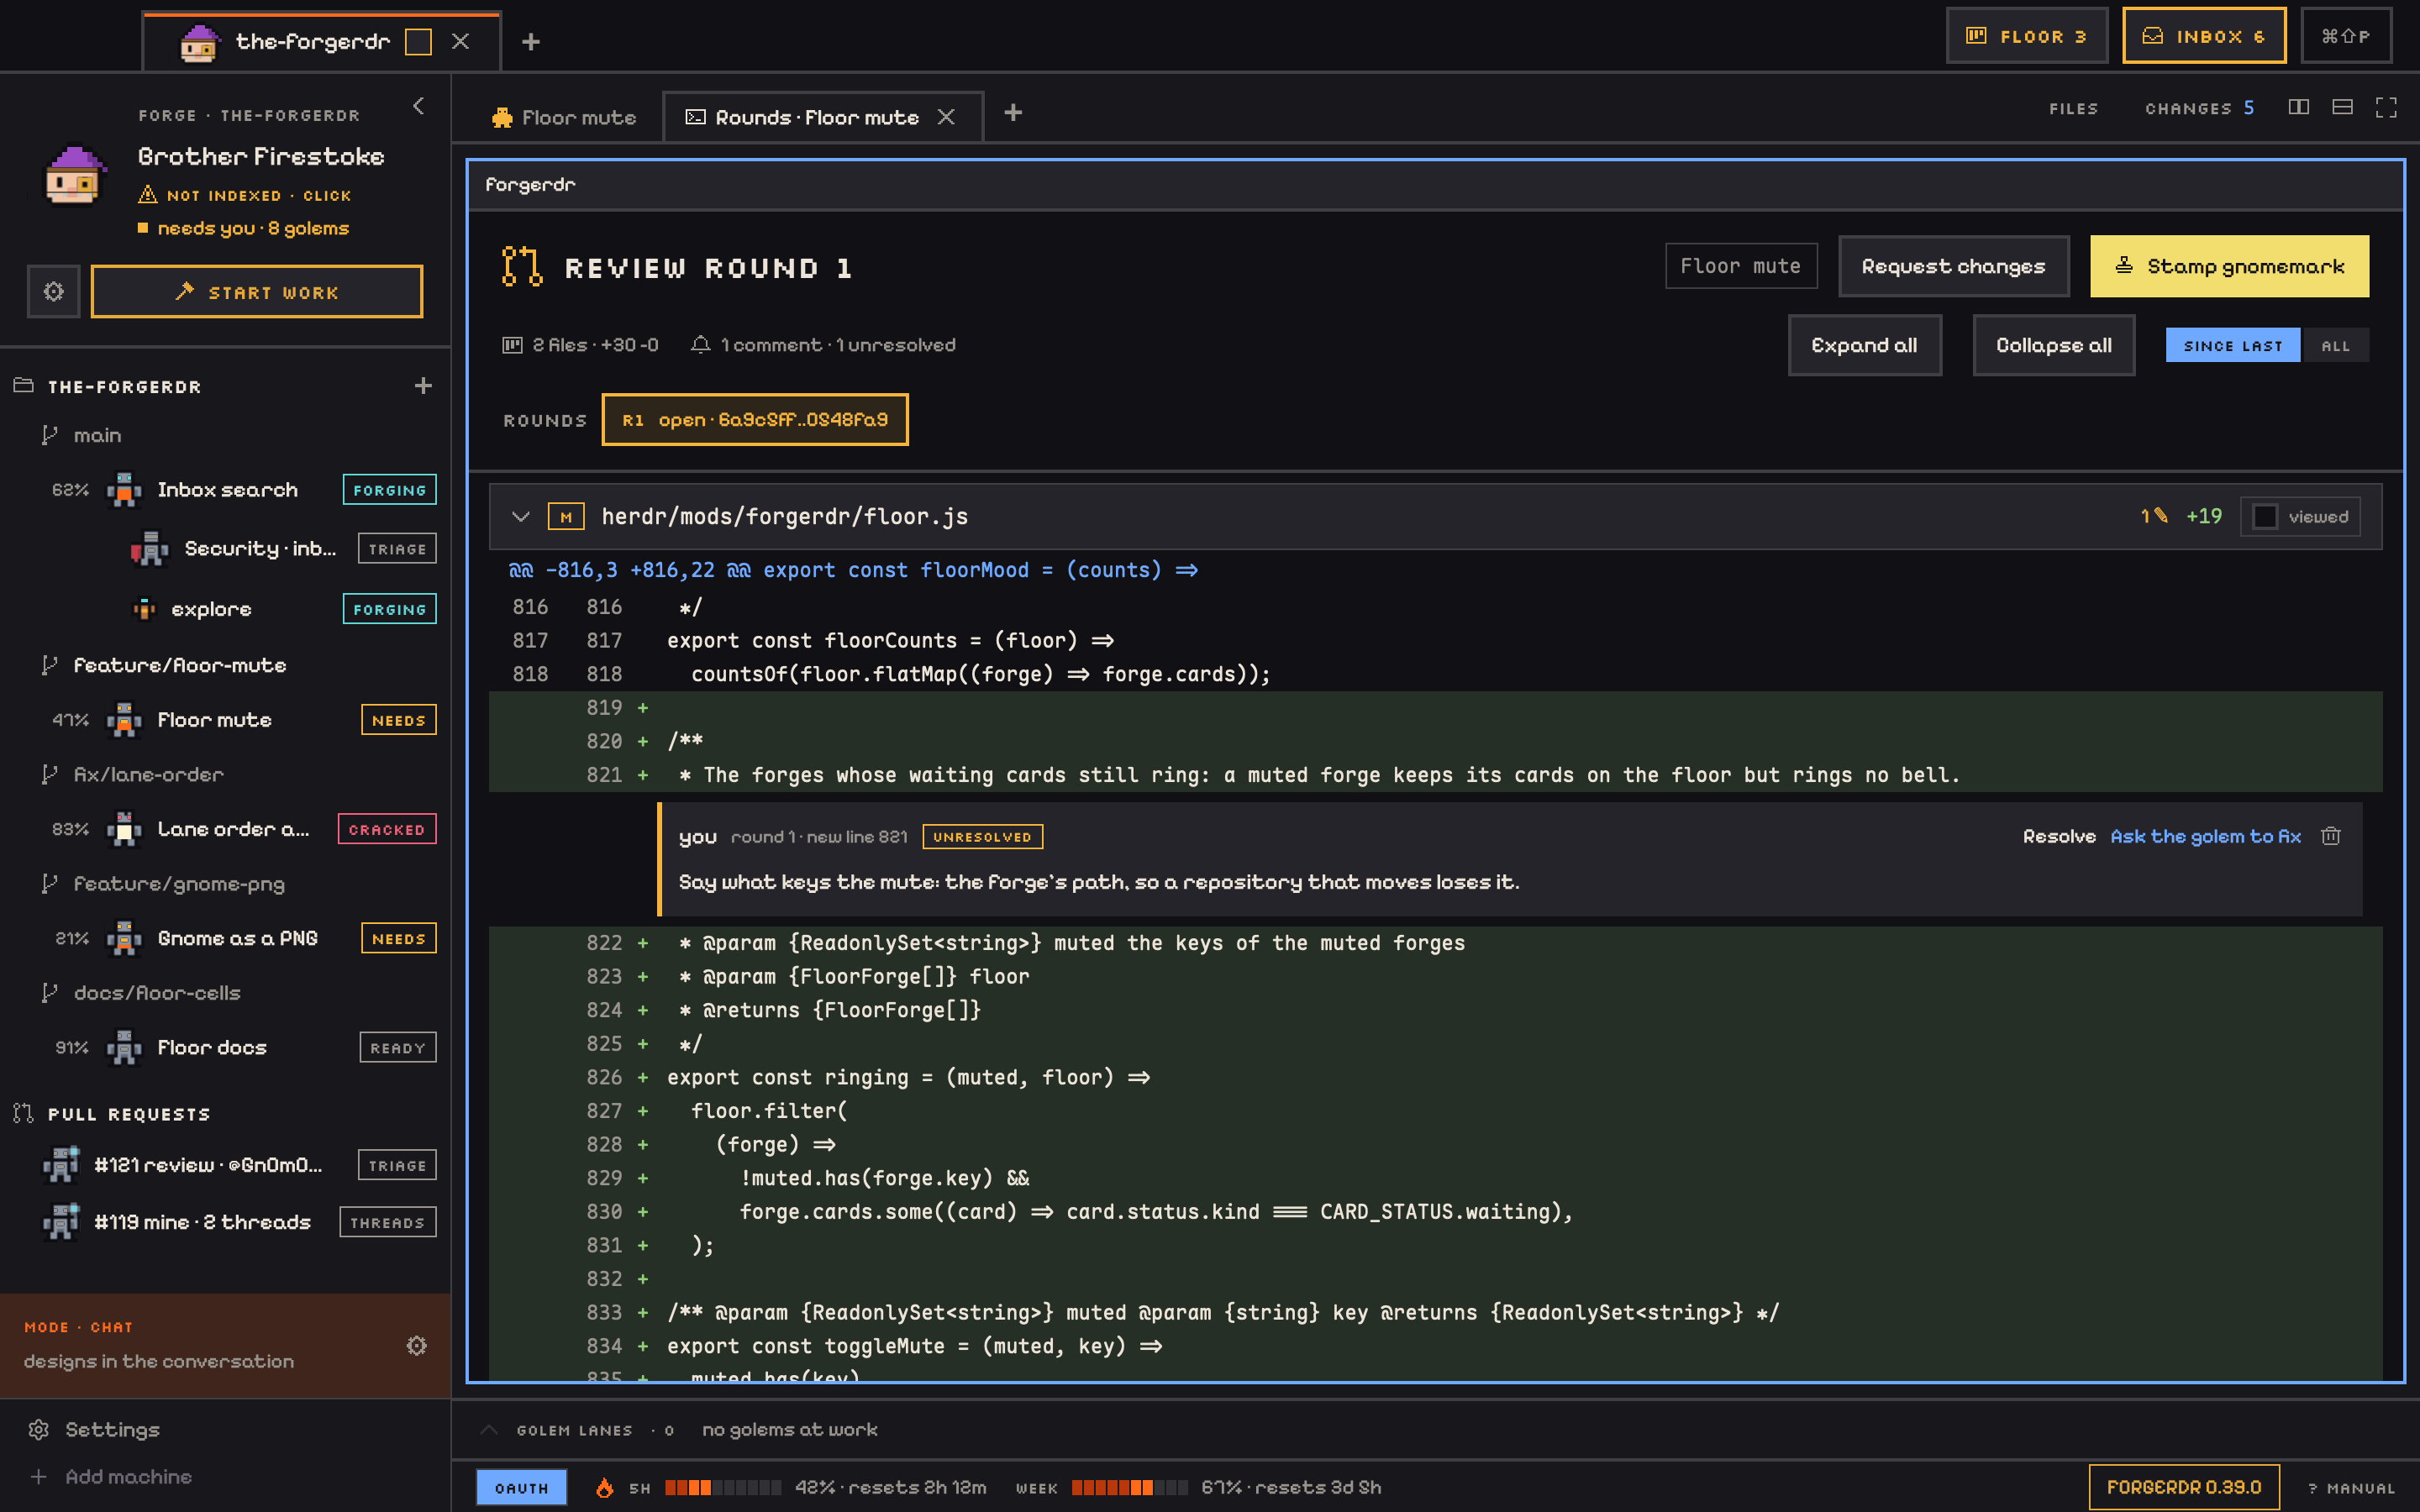 the-forgerdr
FLOOR 3
INBOX 6
⌘⇧P
FORGE · THE-FORGERDR
Brother Firestoke
NOT INDEXED · CLICK
needs you · 8 golems
START WORK
THE-FORGERDR
main
62% Inbox search FORGING
Security · inb... TRIAGE
explore FORGING
feature/floor-mute
47% Floor mute NEEDS
fix/lane-order
83% Lane order a... CRACKED
feature/gnome-png
21% Gnome as a PNG NEEDS
docs/floor-cells
91% Floor docs READY
PULL REQUESTS
#121 review · @Gn0m0... TRIAGE
#119 mine · 2 threads THREADS
MODE · CHAT
designs in the conversation
Settings
Add machine
Floor mute
Rounds · Floor mute
FILES
CHANGES 5
forgerdr
REVIEW ROUND 1
Floor mute
Request changes
Stamp gnomemark
2 files · +30 -0
1 comment · 1 unresolved
Expand all
Collapse all
SINCE LAST
ALL
ROUNDS
R1 open · 6a9c8ff..0848fa9
M herdr/mods/forgerdr/floor.js
1 +19
viewed
@@ -816,3 +816,22 @@ export const floorMood = (counts) =>
816 816 */
817 817 export const floorCounts = (floor) =>
818 818 countsOf(floor.flatMap((forge) => forge.cards));
819 +
820 + /**
821 + * The forges whose waiting cards still ring: a muted forge keeps its cards on the floor but rings no bell.
you round 1 · new line 821 UNRESOLVED
Resolve Ask the golem to fix
Say what keys the mute: the forge's path, so a repository that moves loses it.
822 + * @param {ReadonlySet<string>} muted the keys of the muted forges
823 + * @param {FloorForge[]} floor
824 + * @returns {FloorForge[]}
825 + */
826 + export const ringing = (muted, floor) =>
827 + floor.filter(
828 + (forge) =>
829 + !muted.has(forge.key) &&
830 + forge.cards.some((card) => card.status.kind === CARD_STATUS.waiting),
831 + );
832 +
833 + /** @param {ReadonlySet<string>} muted @param {string} key @returns {ReadonlySet<string>} */
834 + export const toggleMute = (muted, key) =>
835 + muted.has(key)
GOLEM LANES · 0 no golems at work
OAUTH
5H 42% · resets 2h 12m
WEEK 67% · resets 3d 8h
FORGERDR 0.39.0
? MANUAL